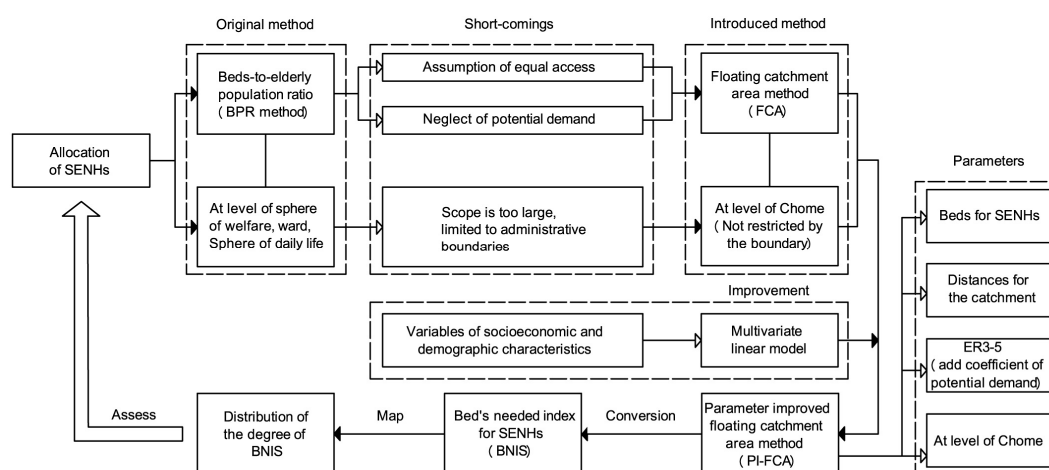 Original method
Short-comings
Introduced method
Beds-to-elderly
population ratio
( BPR method)
Assumption of equal access
Neglect of potential demand
Floating catchment
area method
( FCA)
Allocation
of SENHs
Parameters
At level of sphere
of welfare, ward,
Sphere of daily life
Scope is too large,
limited to administrative
boundaries
At level of Chome
( Not restricted by
the boundary)
Beds for SENHs
Distances for
the catchment
Improvement
Variables of socioeconomic and
demographic characteristics
Multivariate
linear model
ER3-5
( add coefficient of
potential demand)
Assess
Distribution of
the degree of
BNIS
Map
Bed's needed index
for SENHs
( BNIS)
Conversion
Parameter improved
floating catchment
area method
( PI-FCA)
At level of Chome